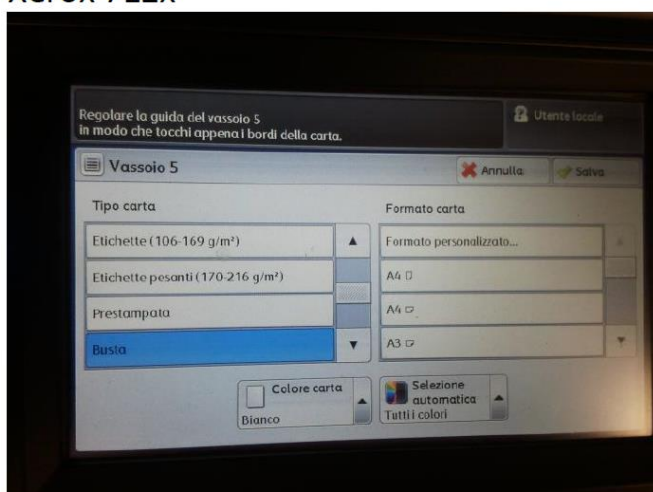 Regolare la guida del vassoio 5
in modo che tocchi appena i bordi della carta.
Utente locale
Vassoio 5
Annulla
Salva
Tipo carta
Formato carta
Etichette (106-169 g/m²)
Formato personalizzato...
Etichette pesanti (170-216 g/m²)
A4
Prestampata
A4
Busta
A3
Colore carta
Bianco
Selezione
automatica
Tutti i colori